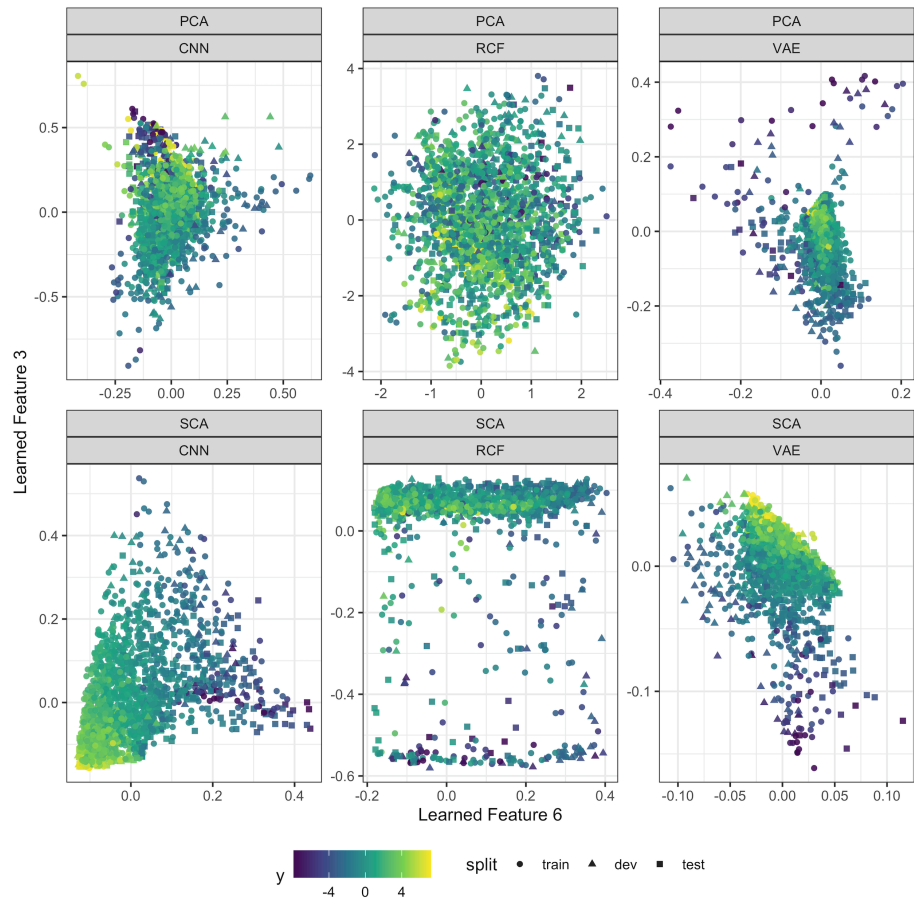 PCA PCA PCA
CNN RCF VAE
0.5
0.0
-0.5
-0.25 0.00 0.25 0.50
4
2
0
-2
-4
-2 -1 0 1 2
0.4
0.2
0.0
-0.2
-0.4 -0.2 0.0 0.2
Learned Feature 3
SCA SCA SCA
CNN RCF VAE
0.4
0.2
0.0
0.0 0.2 0.4
0.0
-0.2
-0.4
-0.6
-0.2 0.0 0.2 0.4
0.0
-0.1
-0.10 -0.05 0.00 0.05 0.10
Learned Feature 6
y -4 0 4 split train dev test